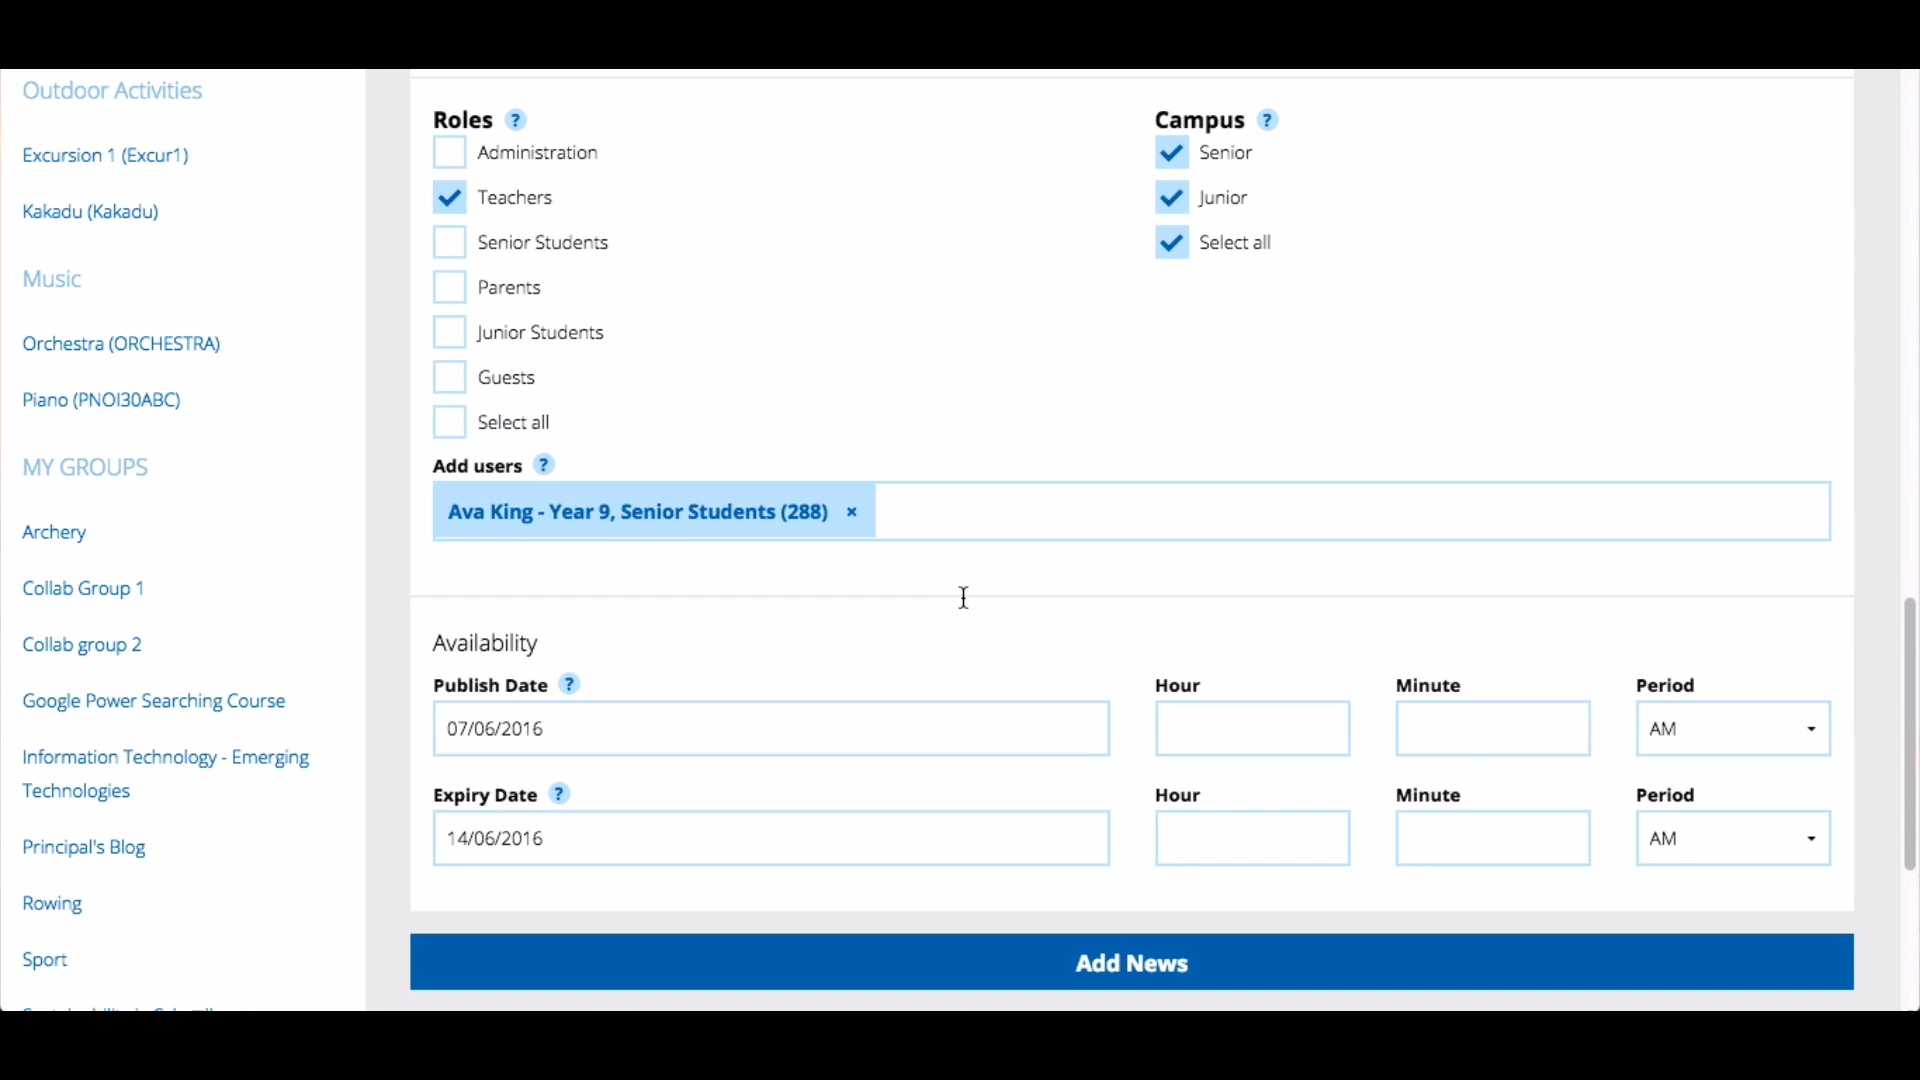 Outdoor Activities
Excursion 1 (Excur1)
Kakadu (Kakadu)
Music
Orchestra (ORCHESTRA)
Piano (PNOI30ABC)
MY GROUPS
Archery
Collab Group 1
Collab group 2
Google Power Searching Course
Information Technology - Emerging
Technologies
Principal's Blog
Rowing
Sport
Roles ?
Administration
Teachers
Senior Students
Parents
Junior Students
Guests
Select all
Campus ?
Senior
Junior
Select all
Add users ?
Ava King - Year 9, Senior Students (288) ×
Availability
Publish Date ? Hour Minute Period
07/06/2016 AM
Expiry Date ? Hour Minute Period
14/06/2016 AM
Add News